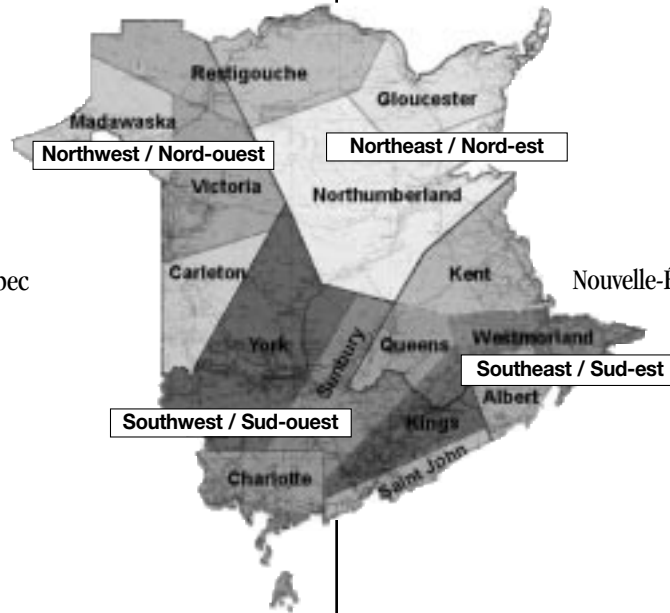 Restigouche
Gloucester
Madawaska
Northeast / Nord-est
Northwest / Nord-ouest
Victoria
Northumberland
Carleton
Kent
pec
Nouvelle-É
York
Sunbury
Queens
Westmorland
Southeast / Sud-est
Albert
Southwest / Sud-ouest
Kings
Charlotte
Saint John